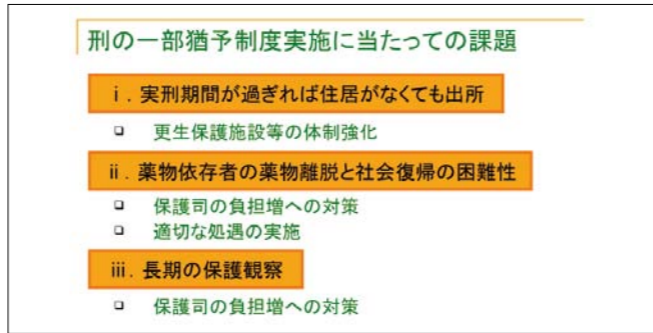 刑の一部猶予制度実施に当たっての課題
ⅰ．実刑期間が過ぎれば住居がなくても出所
□ 更生保護施設等の体制強化
ⅱ．薬物依存者の薬物離脱と社会復帰の困難性
□ 保護司の負担増への対策
□ 適切な処遇の実施
ⅲ．長期の保護観察
□ 保護司の負担増への対策